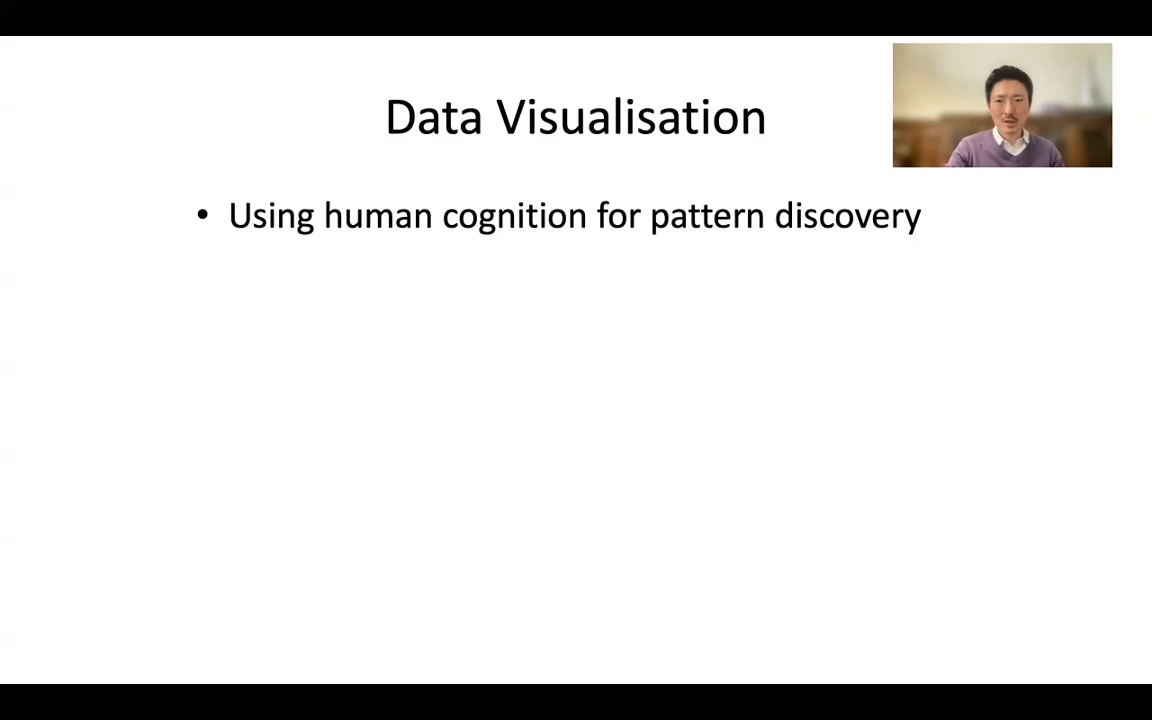 Data Visualisation
• Using human cognition for pattern discovery